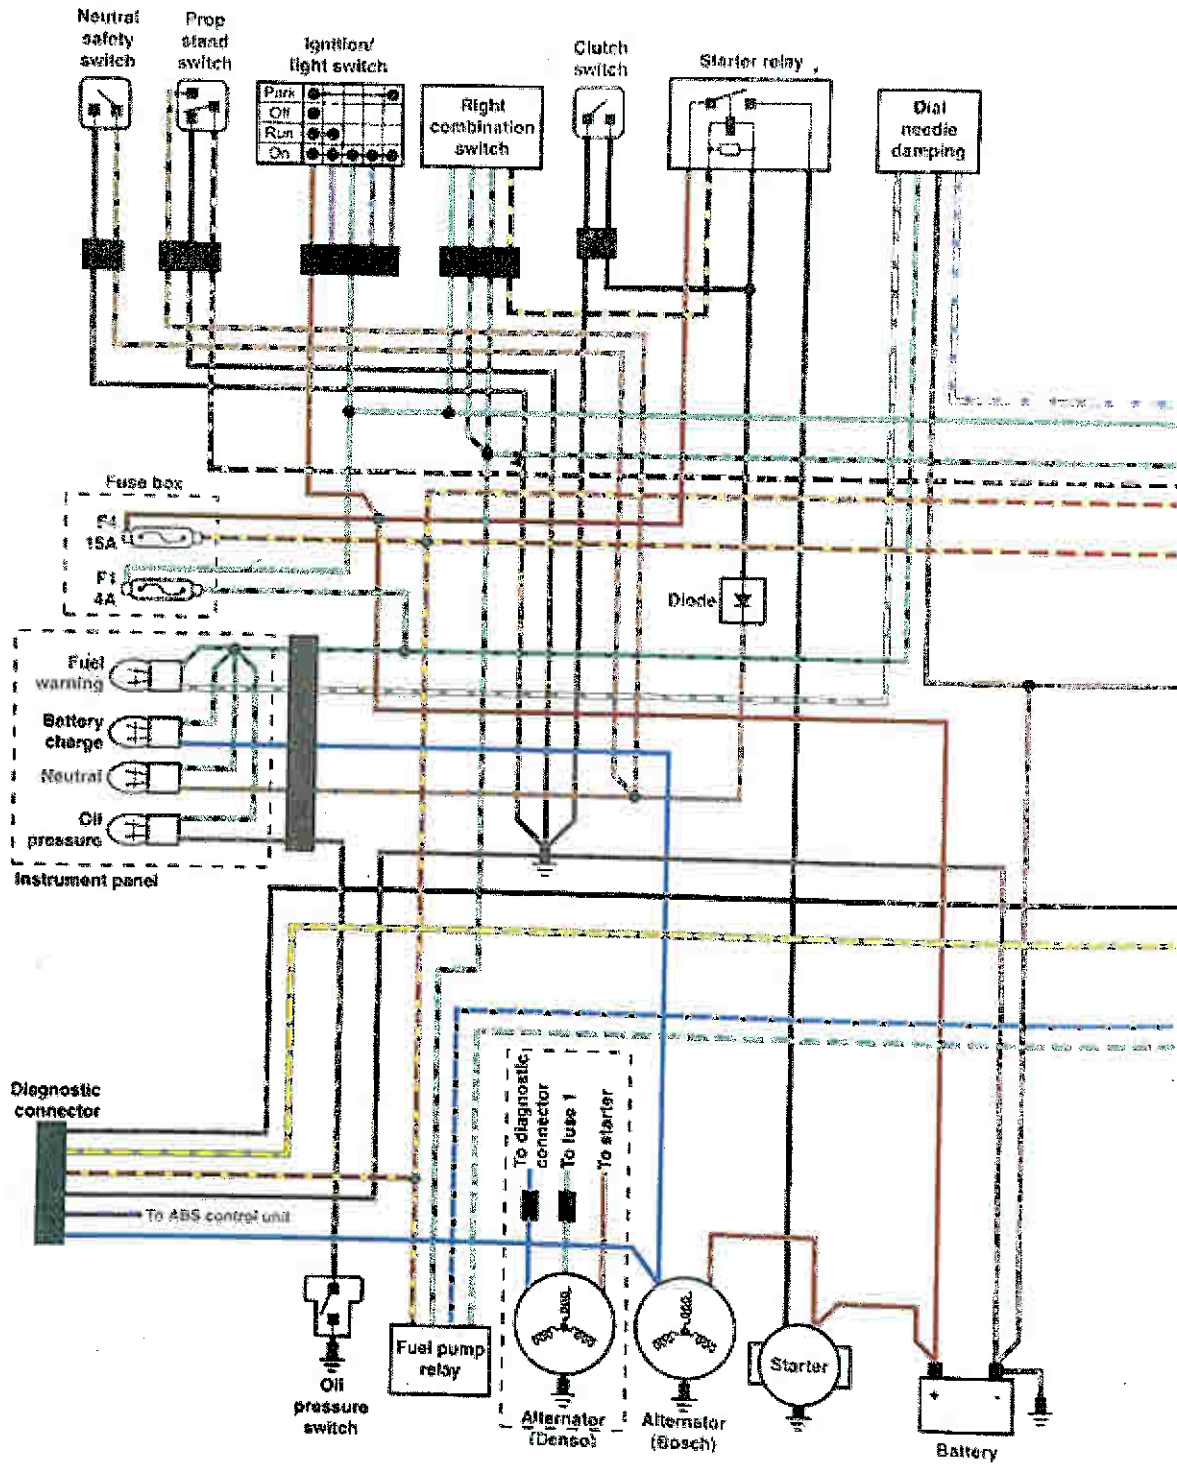 Neutral
safety
switch
Prop
stand
switch
Ignition/
light switch
Park
Off
Run
On
Right
combination
switch
Clutch
switch
Starter relay
Dial
needle
damping
Fuse box
F4
15A
F1
4A
Diode
Fuel
warning
Battery
charge
Neutral
Oil
pressure
Instrument panel
Diagnostic
connector
To ABS control unit
To diagnostic
connector
To fuse 1
To starter
Oil
pressure
switch
Fuel pump
relay
Alternator
(Denso)
Alternator
(Bosch)
Starter
+
-
Battery